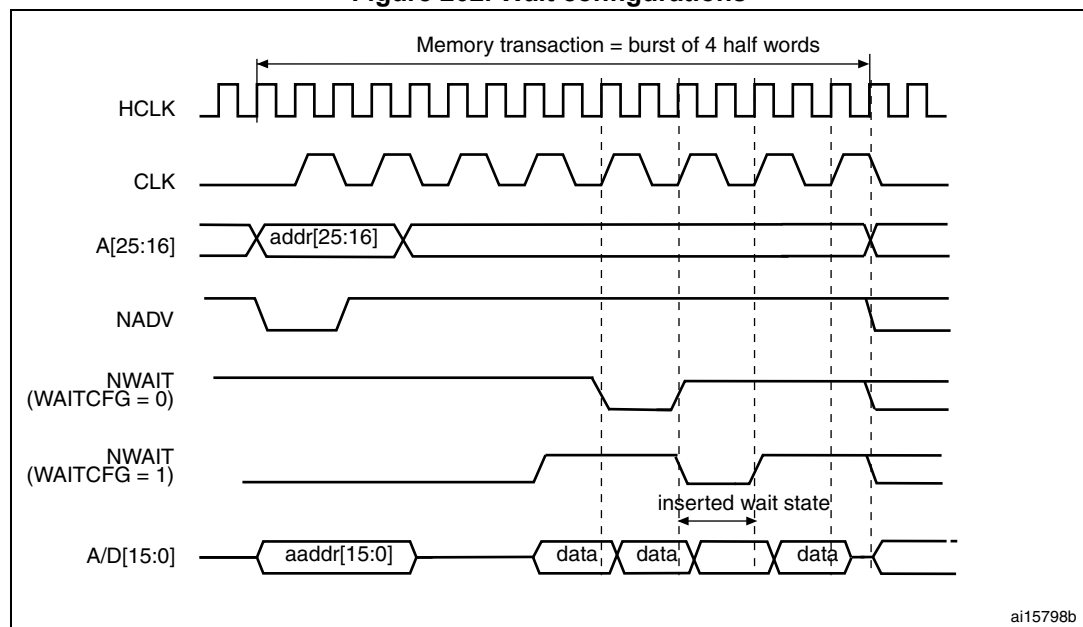 Memory transaction = burst of 4 half words
HCLK
CLK
A[25:16]
addr[25:16]
NADV
NWAIT
(WAITCFG = 0)
NWAIT
(WAITCFG = 1)
inserted wait state
A/D[15:0]
aaddr[15:0]
data
data
data
ai15798b